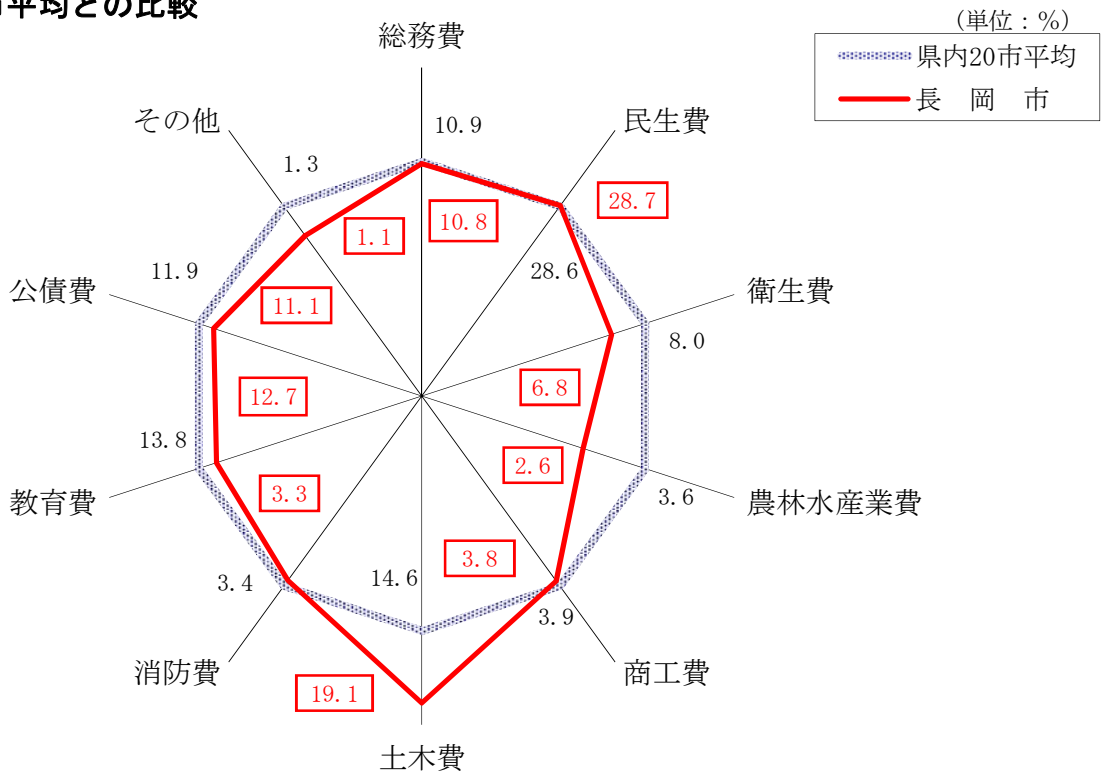 平均との比較
(単位：%)
県内20市平均
長　岡　市
総務費
10.9
10.8
民生費
28.7
28.6
衛生費
8.0
6.8
農林水産業費
3.6
2.6
商工費
3.9
3.8
土木費
14.6
19.1
消防費
3.4
3.3
教育費
13.8
12.7
公債費
11.9
11.1
その他
1.3
1.1